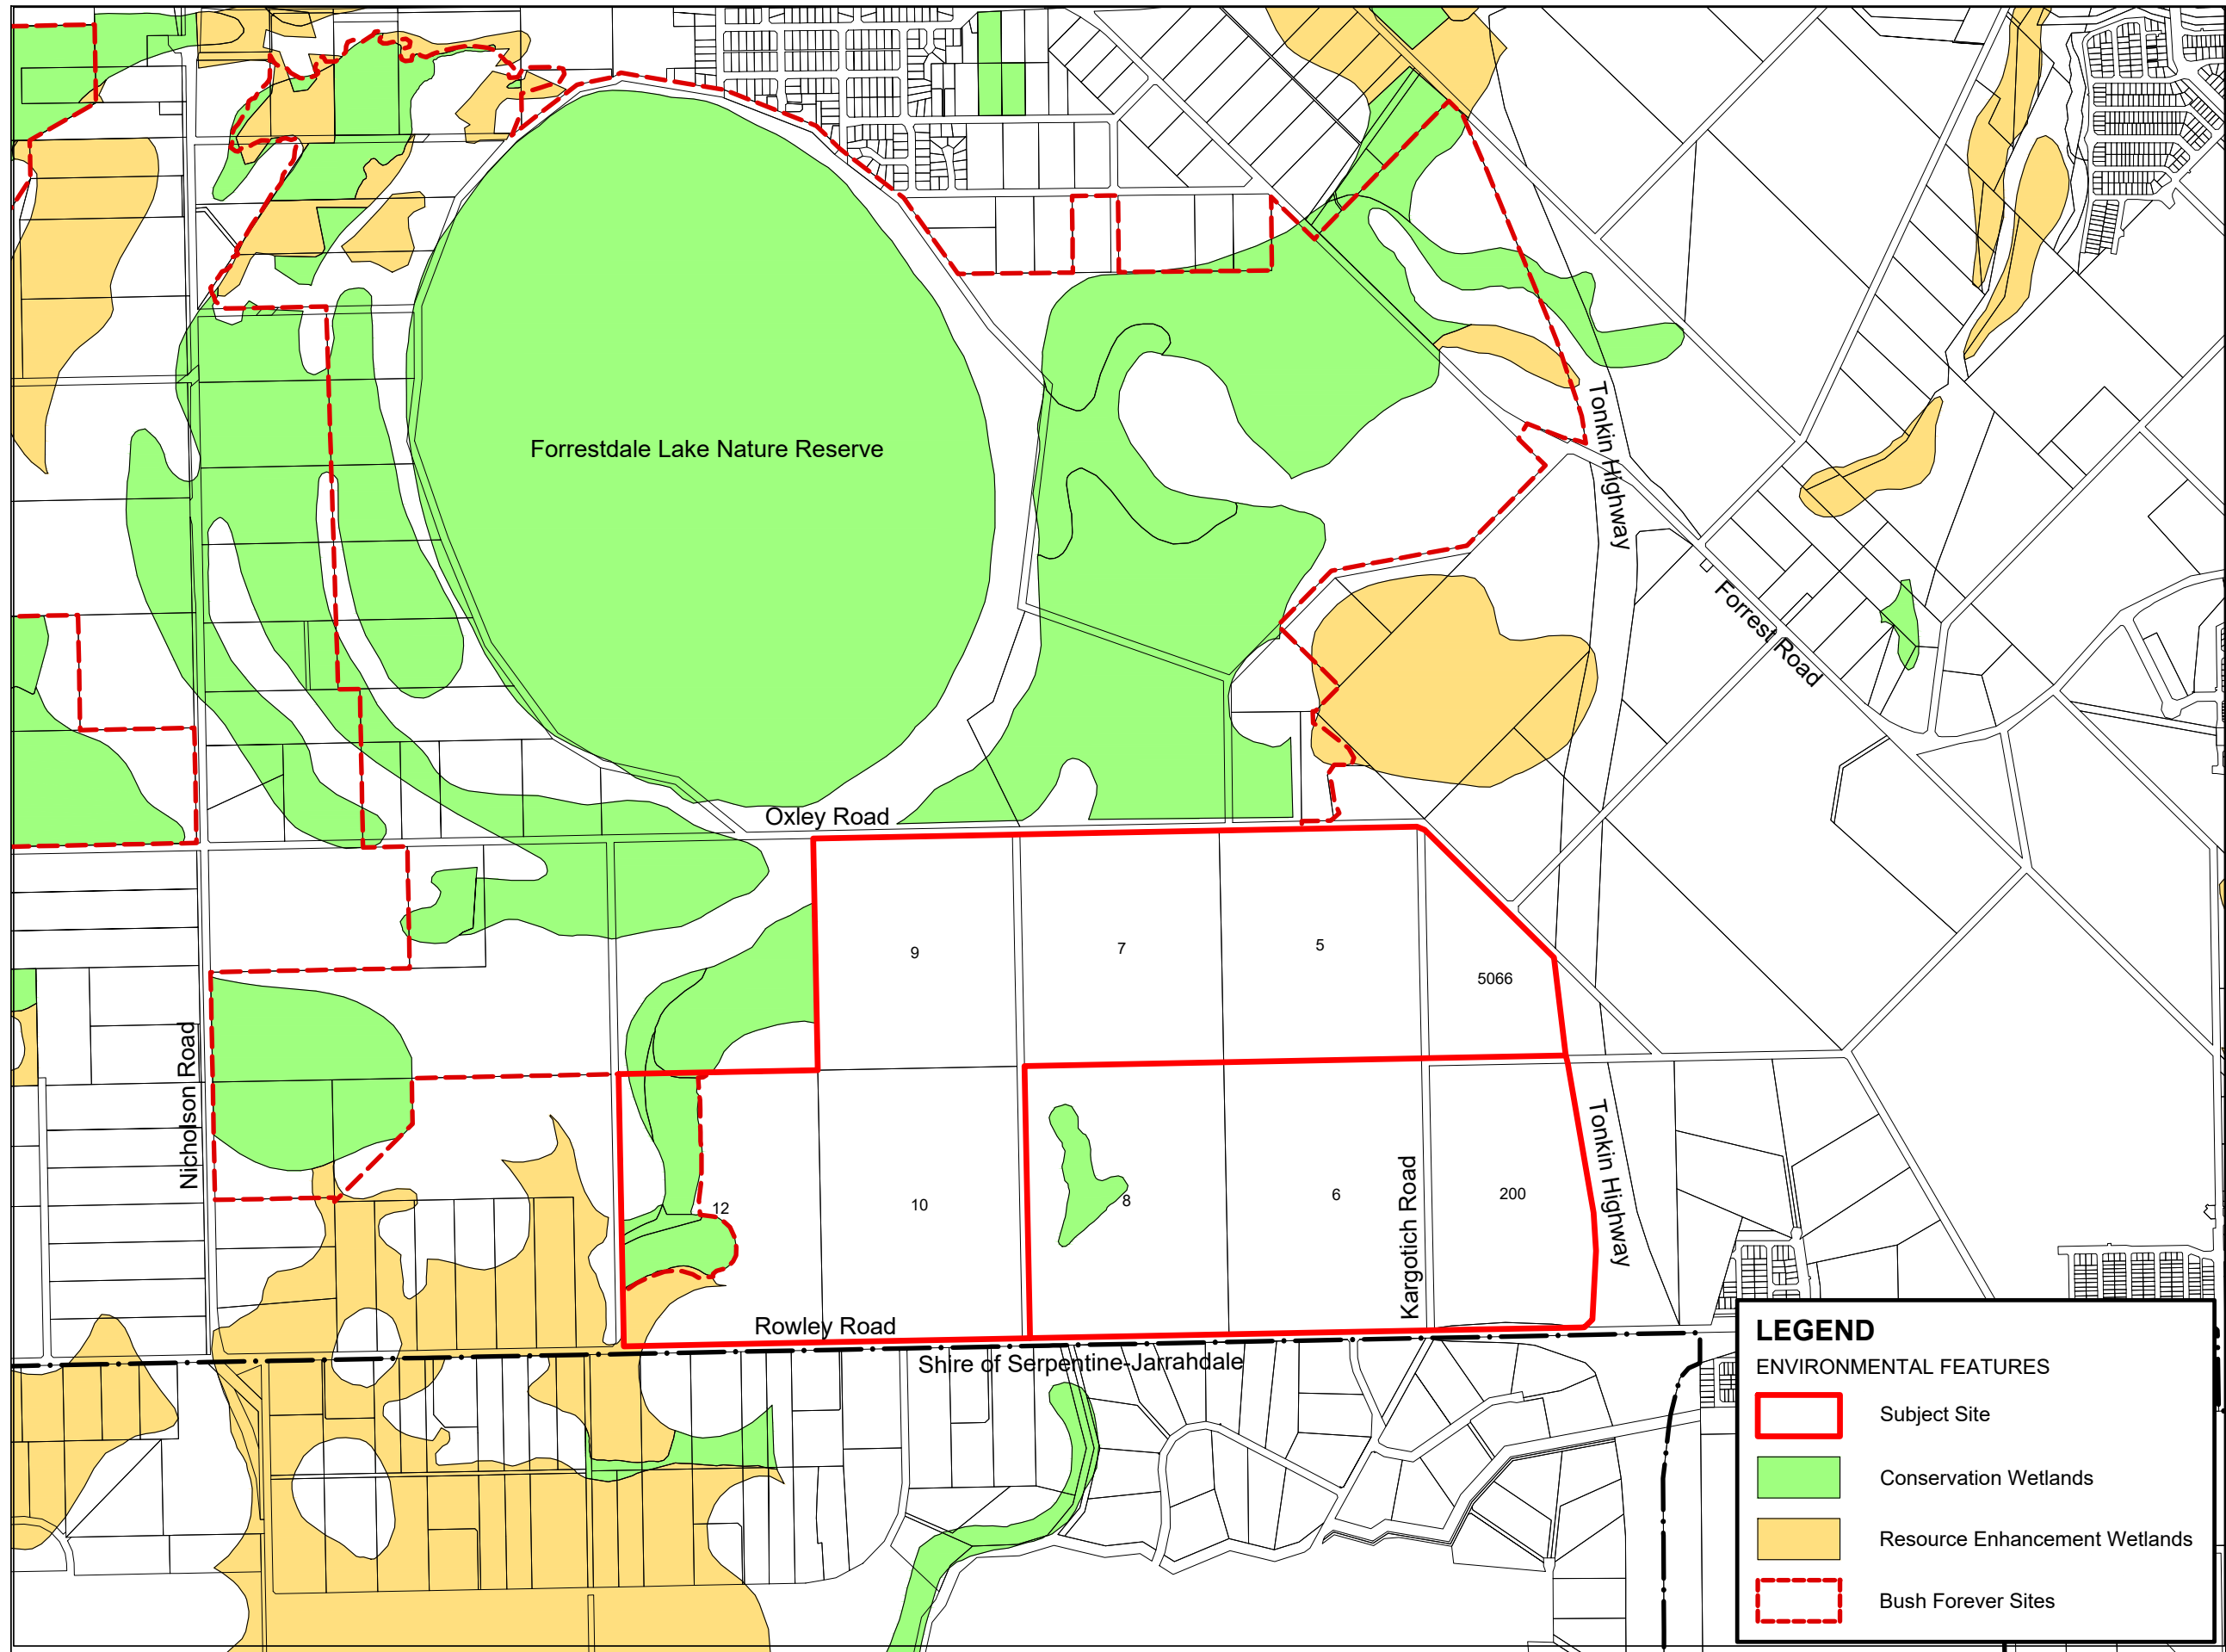 Forrestdale Lake Nature Reserve
Tonkin Highway
Forrest Road
Oxley Road
9
7
5
5066
Nicholson Road
12
10
8
6
200
Kargotich Road
Tonkin Highway
Rowley Road
Shire of Serpentine-Jarrahdale
LEGEND
ENVIRONMENTAL FEATURES
Subject Site
Conservation Wetlands
Resource Enhancement Wetlands
Bush Forever Sites